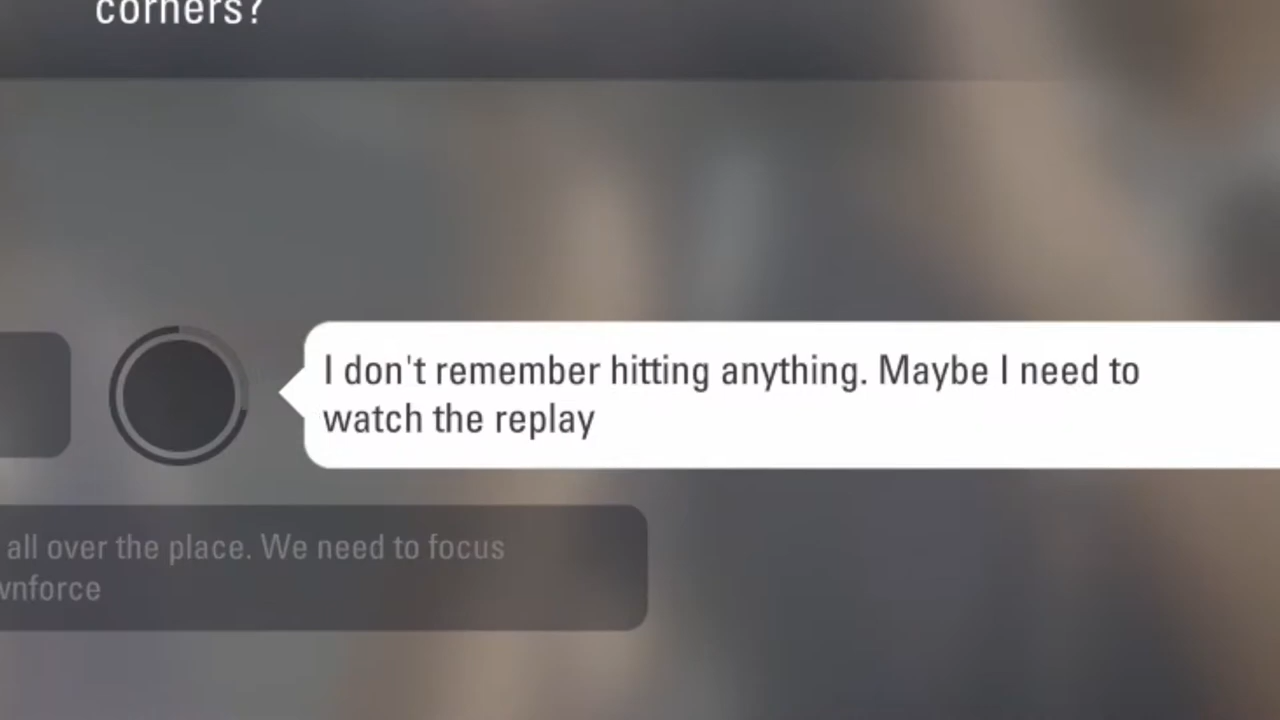 corners?
I don't remember hitting anything. Maybe I need to
watch the replay
all over the place. We need to focus
wnforce